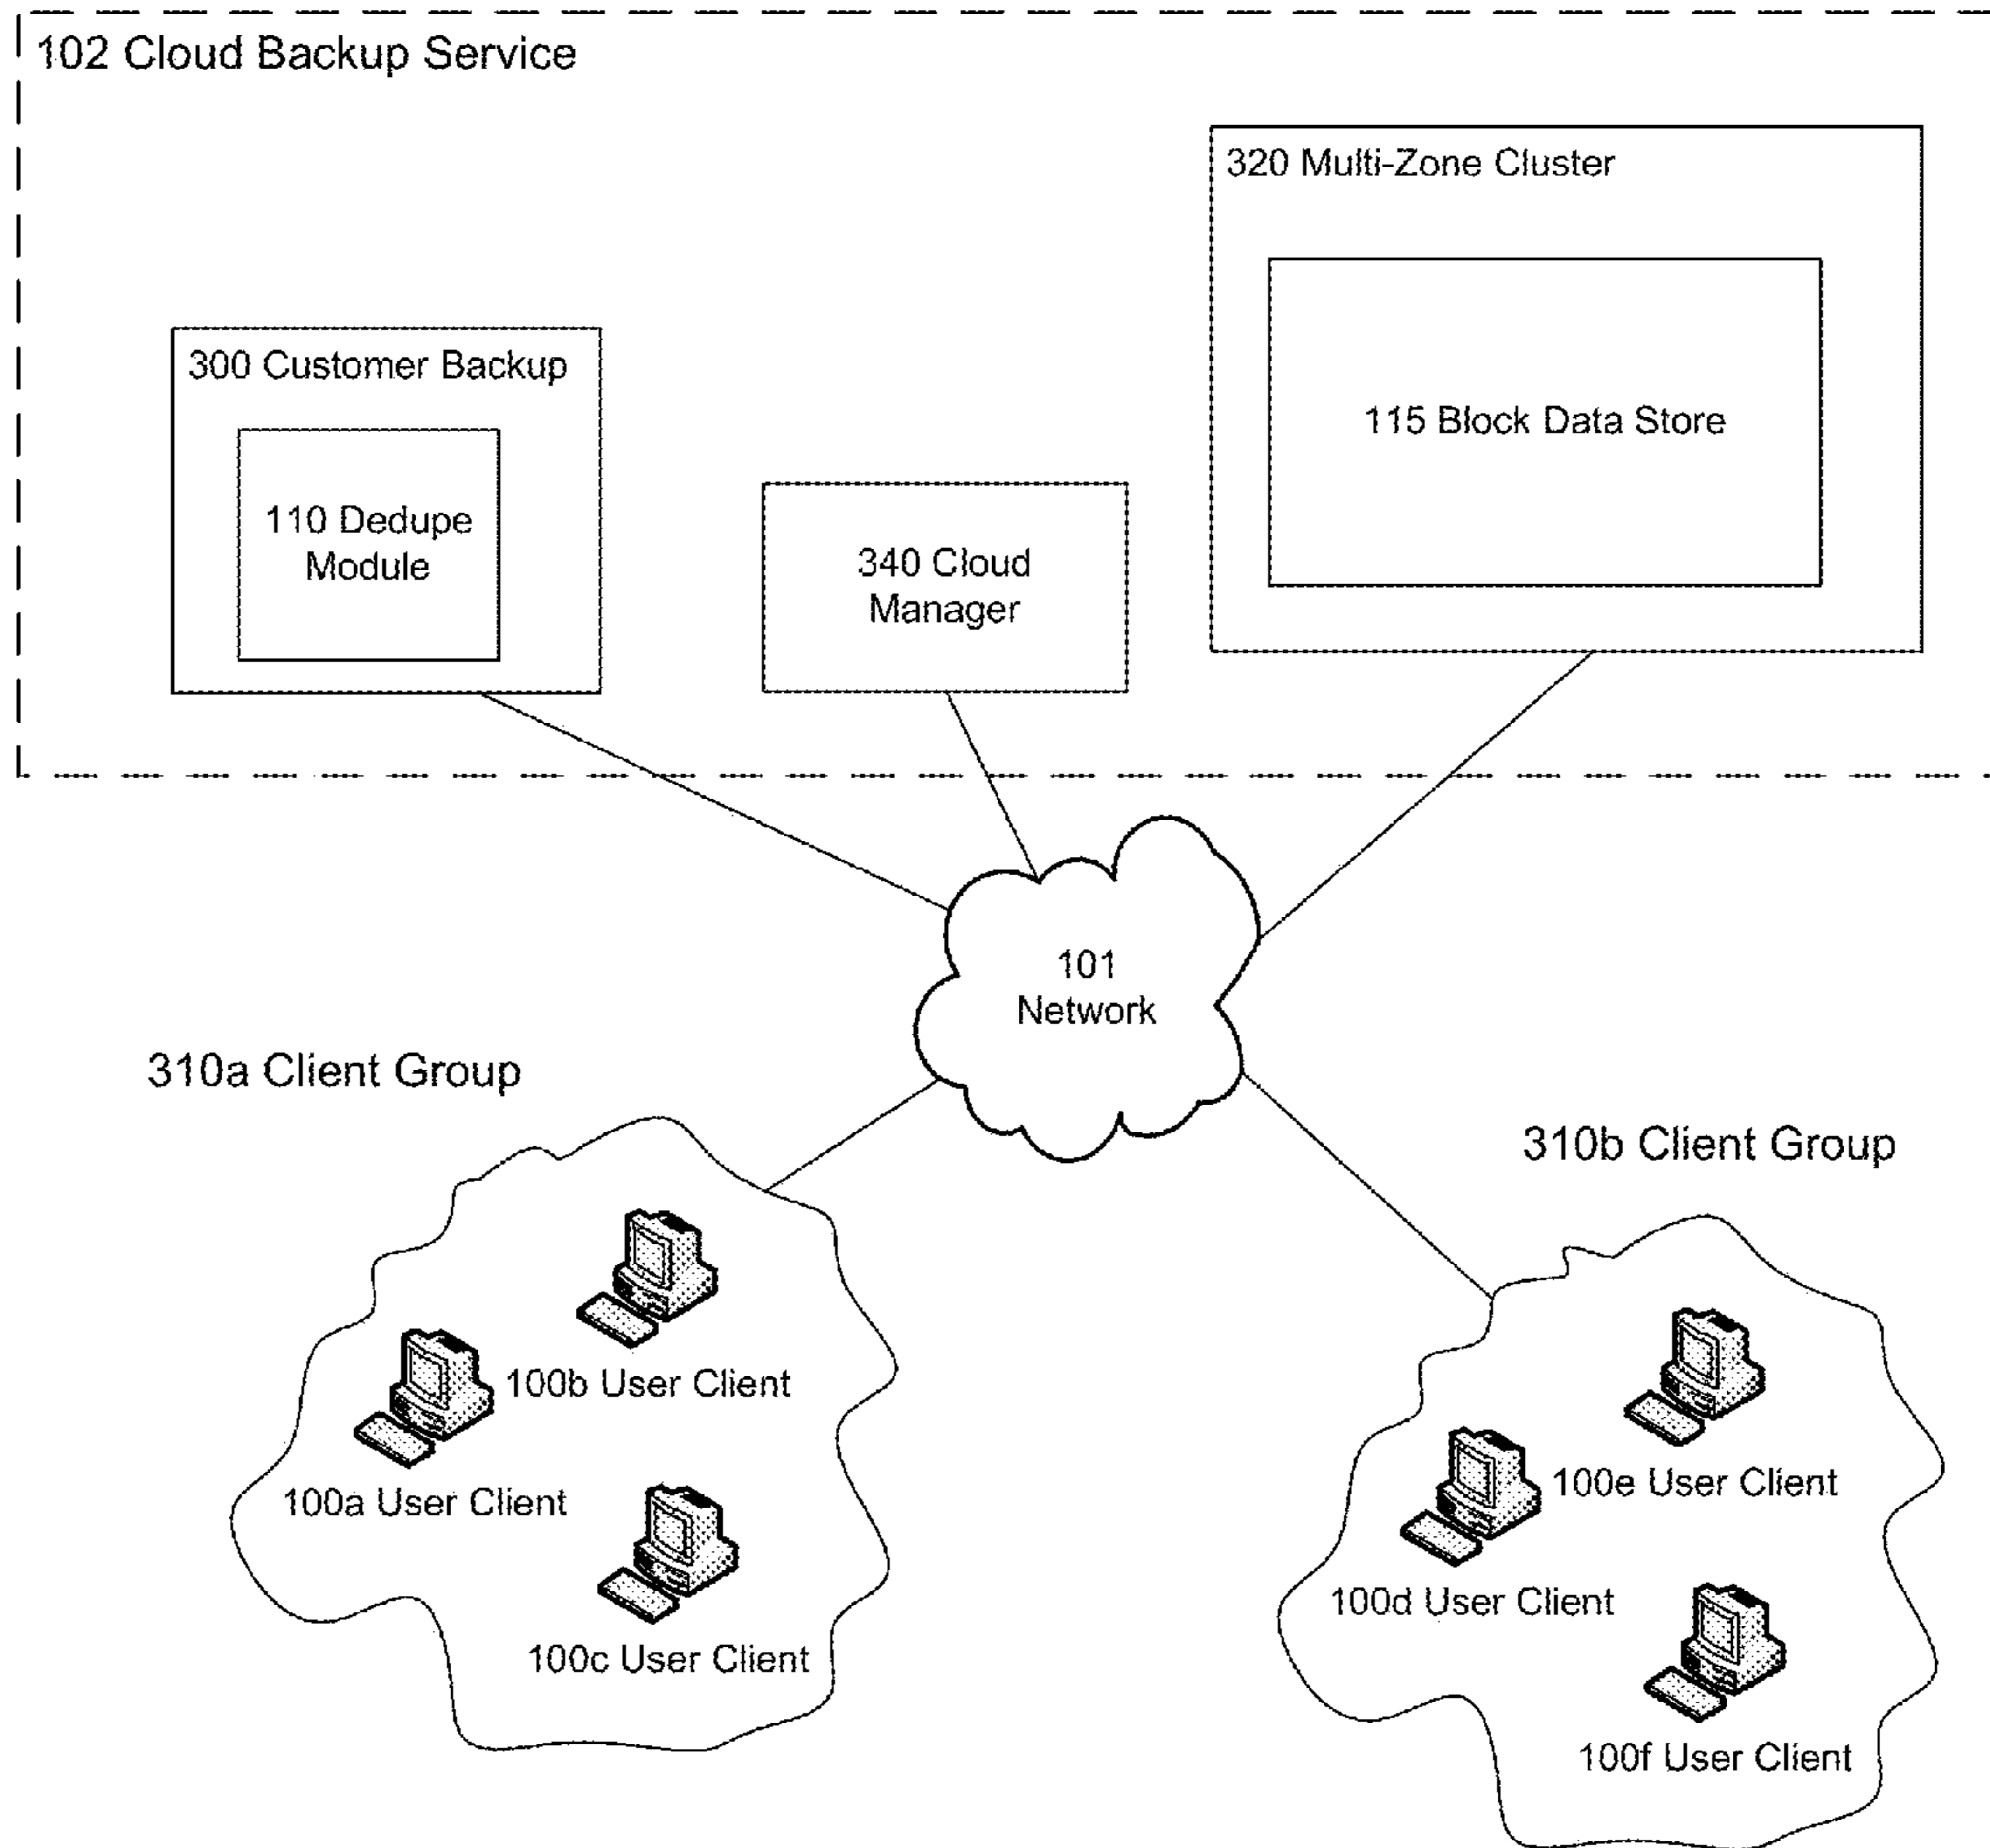 102 Cloud Backup Service
320 Multi-Zone Cluster
300 Customer Backup
115 Block Data Store
110 Dedupe
Module
340 Cloud
Manager
101
Network
310a Client Group
310b Client Group
100b User Client
100a User Client
100c User Client
100e User Client
100d User Client
100f User Client